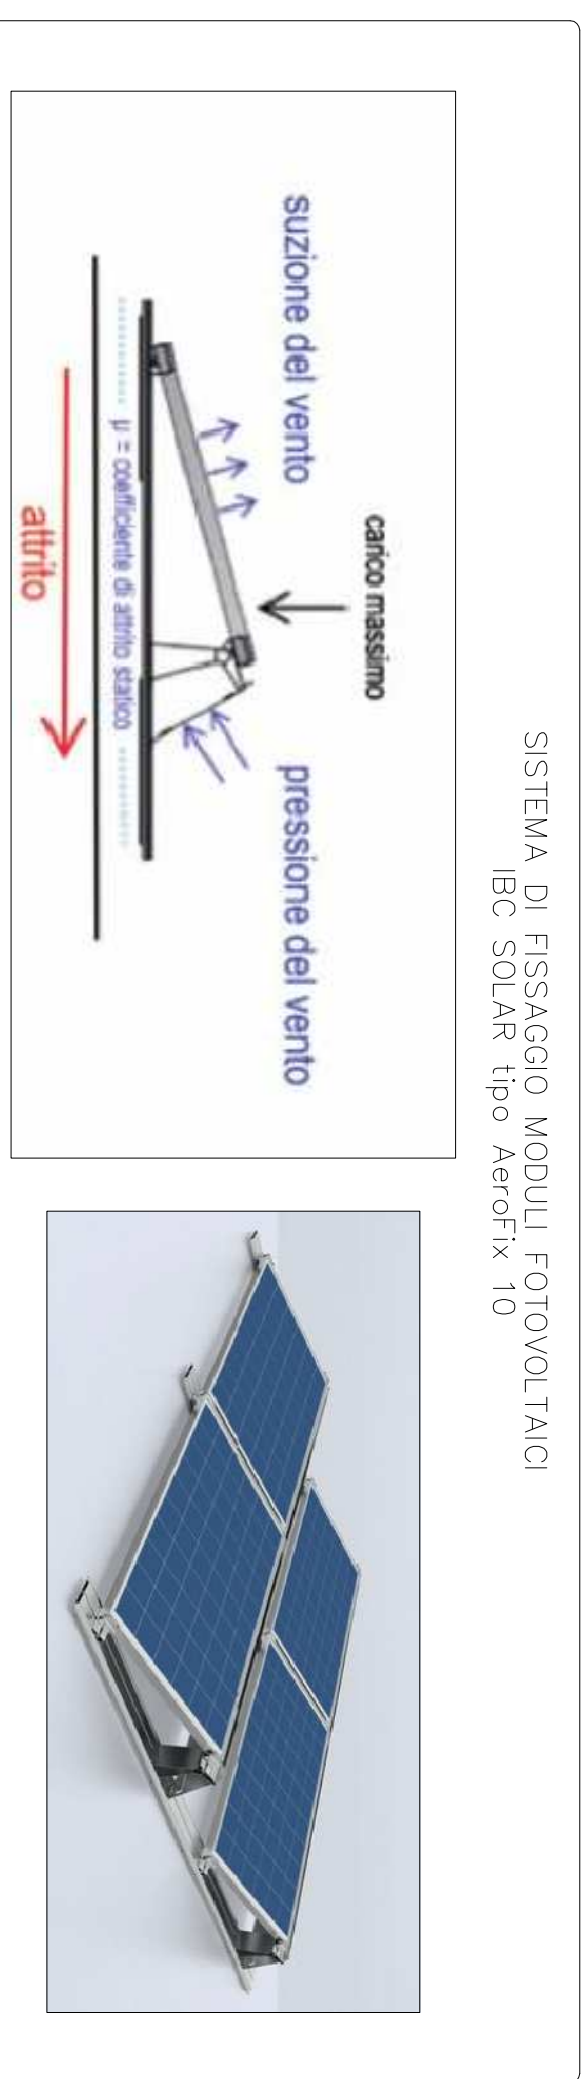 SISTEMA DI FISSAGGIO MODULI FOTOVOLTAICI
IBC SOLAR tipo AeroFix 10
carico massimo
suzione del vento
pressione del vento
μ = coefficiente di attrito statico
attrito